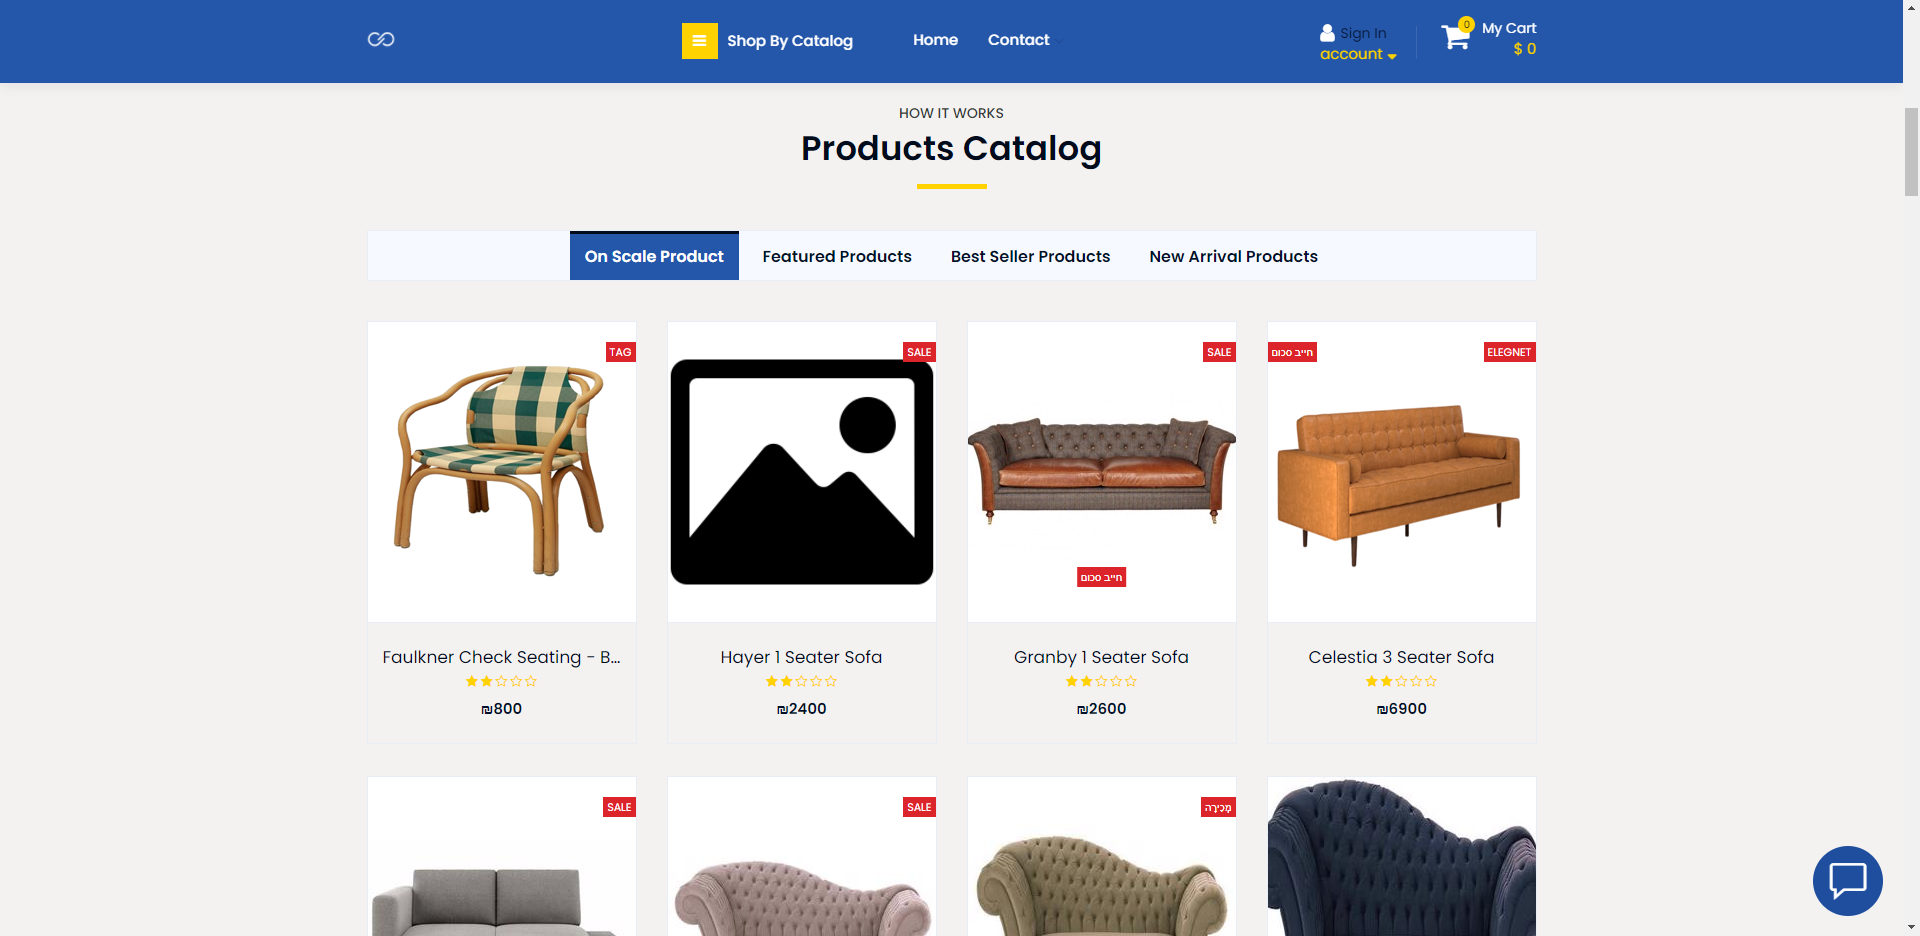 Shop By Catalog
Home
Contact
Sign In
account
0
My Cart
$ 0
HOW IT WORKS
Products Catalog
On Scale Product
Featured Products
Best Seller Products
New Arrival Products
TAG
SALE
SALE
חייב סכום
ELEGNET
חייב סכום
Faulkner Check Seating - B...
Hayer 1 Seater Sofa
Granby 1 Seater Sofa
Celestia 3 Seater Sofa
₪800
₪2400
₪2600
₪6900
SALE
SALE
מְכִירָה